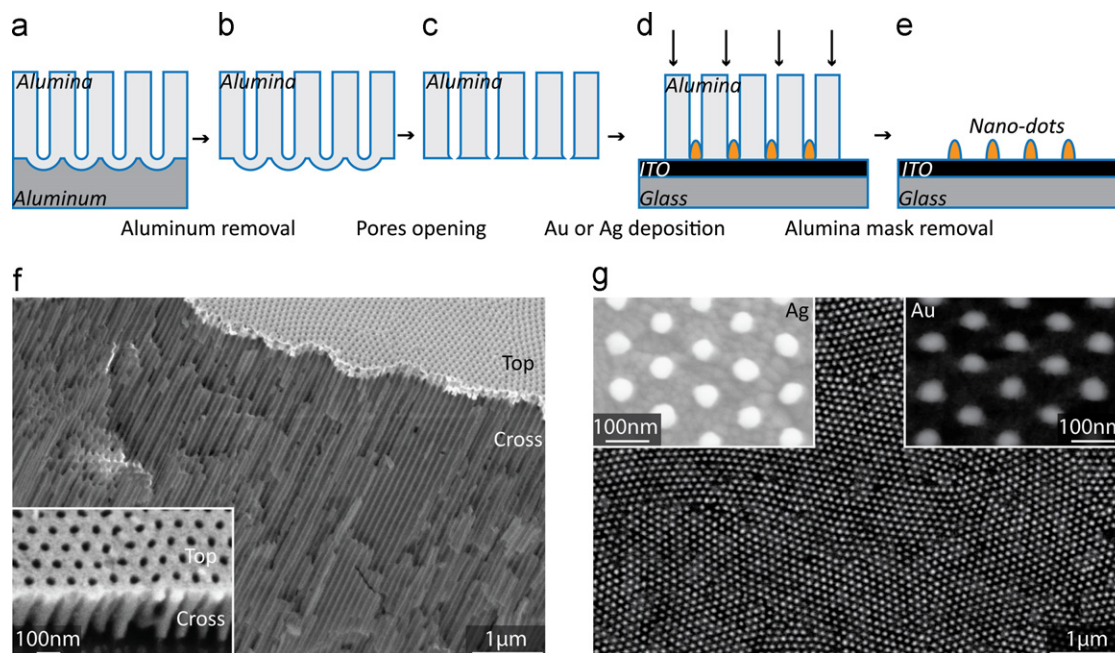 a
b
c
d
e
Alumina
Alumina
Alumina
Nano-dots
ITO
ITO
Aluminum
Glass
Glass
Aluminum removal
Pores opening
Au or Ag deposition
Alumina mask removal
f
g
Top
Cross
Top
Cross
100nm
1µm
Ag
Au
100nm
100nm
1µm